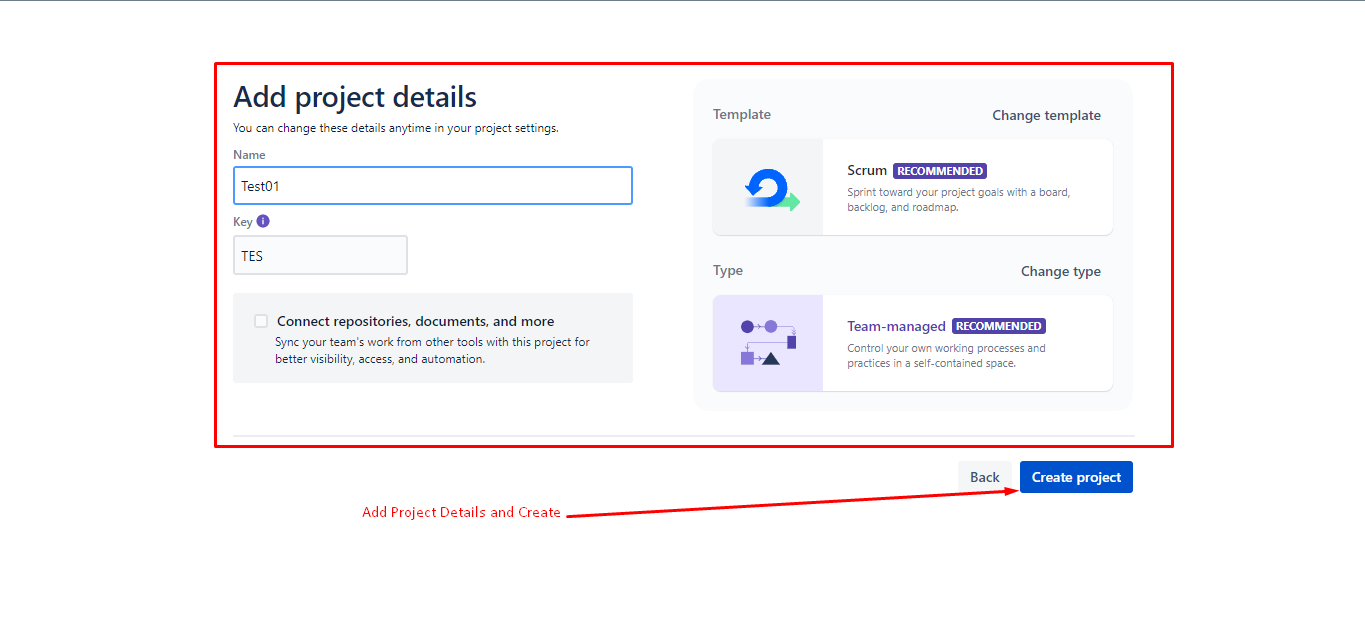 Add project details
You can change these details anytime in your project settings.
Name
Test01
Key i
TES
Connect repositories, documents, and more
Sync your team's work from other tools with this project for
better visibility, access, and automation.
Template
Change template
Scrum RECOMMENDED
Sprint toward your project goals with a board,
backlog, and roadmap.
Type
Change type
Team-managed RECOMMENDED
Control your own working processes and
practices in a self-contained space.
Back
Create project
Add Project Details and Create